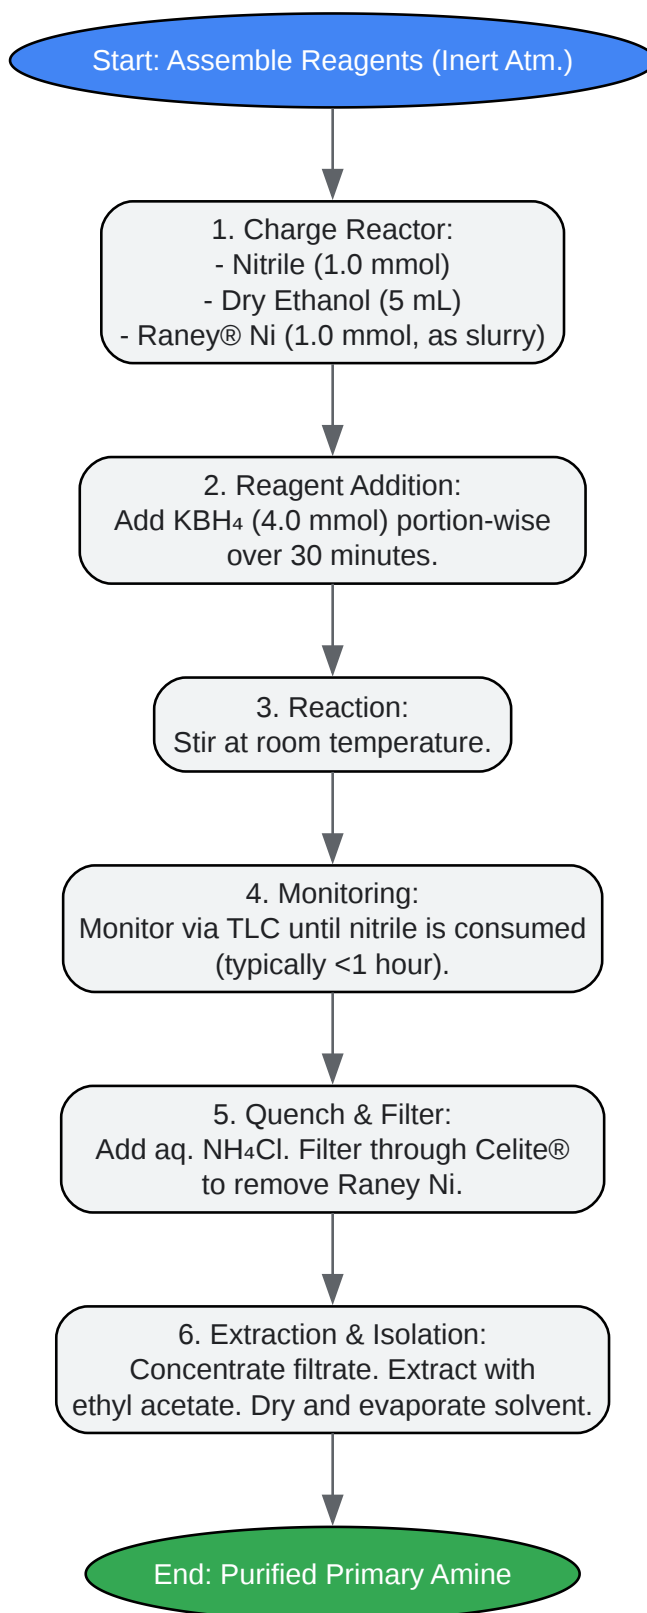 Start: Assemble Reagents (Inert Atm.)
1. Charge Reactor:
- Nitrile (1.0 mmol)
- Dry Ethanol (5 mL)
- Raney® Ni (1.0 mmol, as slurry)
2. Reagent Addition:
Add KBH₄ (4.0 mmol) portion-wise
over 30 minutes.
3. Reaction:
Stir at room temperature.
4. Monitoring:
Monitor via TLC until nitrile is consumed
(typically <1 hour).
5. Quench & Filter:
Add aq. NH₄Cl. Filter through Celite®
to remove Raney Ni.
6. Extraction & Isolation:
Concentrate filtrate. Extract with
ethyl acetate. Dry and evaporate solvent.
End: Purified Primary Amine